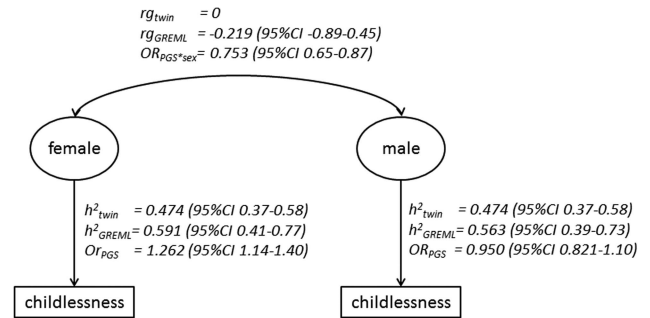 rg_twin = 0
rg_GREML = -0.219 (95%CI -0.89-0.45)
OR_PGS*sex= 0.753 (95%CI 0.65-0.87)
female
male
h²_twin = 0.474 (95%CI 0.37-0.58)
h²_GREML= 0.591 (95%CI 0.41-0.77)
Or_PGS = 1.262 (95%CI 1.14-1.40)
h²_twin = 0.474 (95%CI 0.37-0.58)
h²_GREML= 0.563 (95%CI 0.39-0.73)
OR_PGS = 0.950 (95%CI 0.821-1.10)
childlessness
childlessness